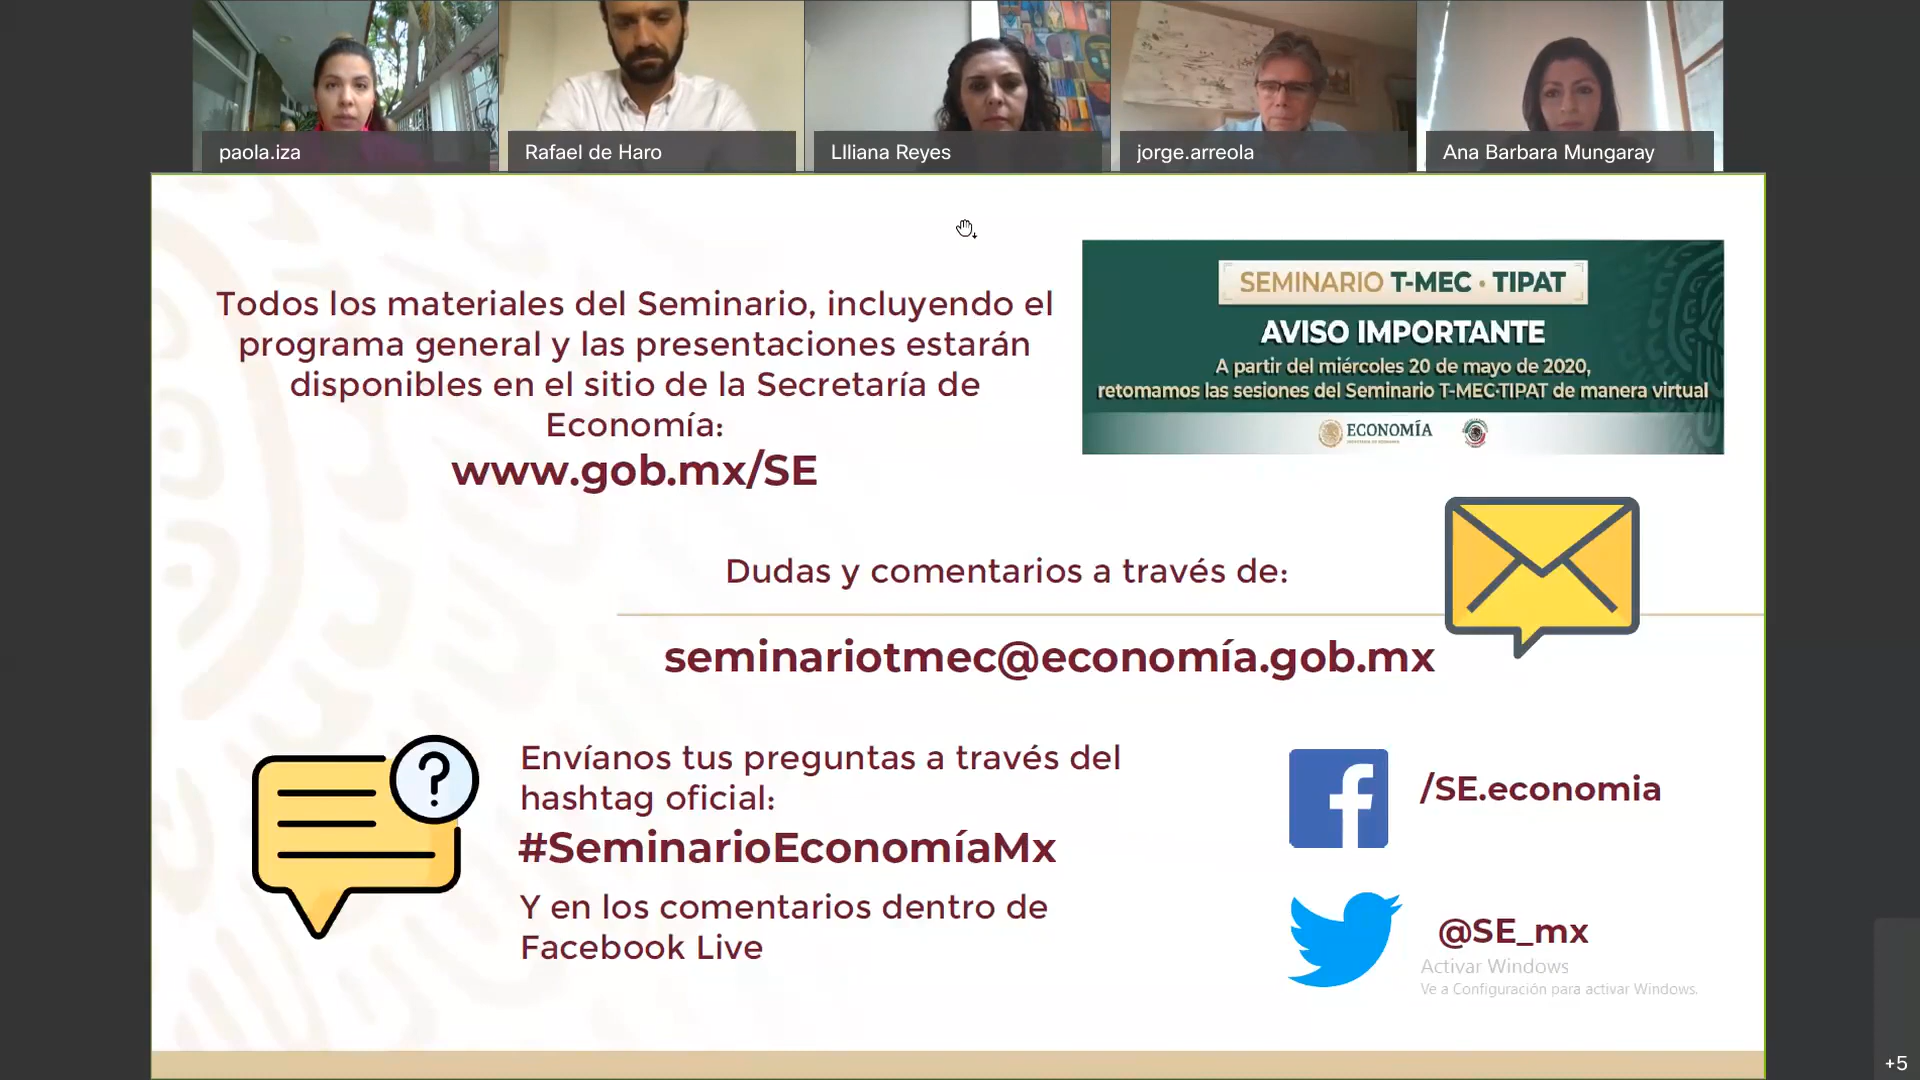 paola.iza
Rafael de Haro
LIliana Reyes
jorge.arreola
Ana Barbara Mungaray
Todos los materiales del Seminario, incluyendo el
programa general y las presentaciones estarán
disponibles en el sitio de la Secretaría de
Economía:
www.gob.mx/SE
SEMINARIO T-MEC · TIPAT
AVISO IMPORTANTE
A partir del miércoles 20 de mayo de 2020,
retomamos las sesiones del Seminario T-MEC·TIPAT de manera virtual
ECONOMÍA
Dudas y comentarios a través de:
seminariotmec@economía.gob.mx
Envíanos tus preguntas a través del
hashtag oficial:
#SeminarioEconomíaMx
Y en los comentarios dentro de
Facebook Live
/SE.economia
@SE_mx
Activar Windows
Ve a Configuración para activar Windows.
+5